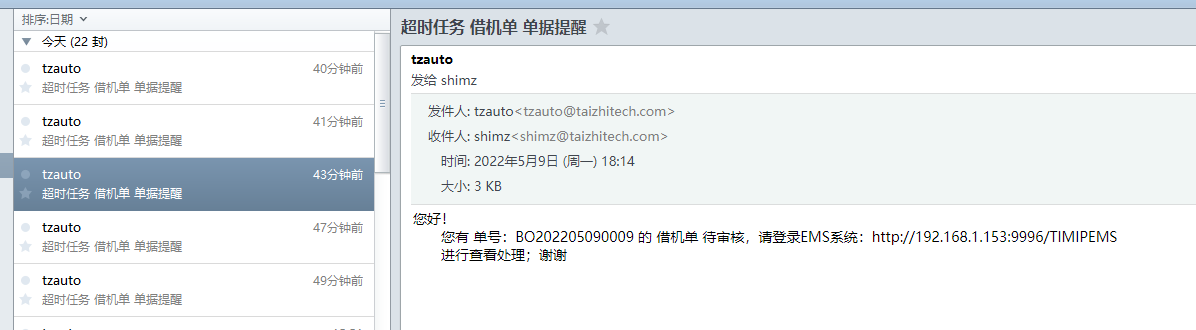 排序:日期
今天 (22 封)
tzauto 40分钟前
超时任务 借机单 单据提醒
tzauto 41分钟前
超时任务 借机单 单据提醒
tzauto 43分钟前
超时任务 借机单 单据提醒
tzauto 47分钟前
超时任务 借机单 单据提醒
tzauto 49分钟前
超时任务 借机单 单据提醒
超时任务 借机单 单据提醒
tzauto
发给 shimz
发件人: tzauto<tzauto@taizhitech.com>
收件人: shimz<shimz@taizhitech.com>
时间: 2022年5月9日 (周一) 18:14
大小: 3 KB
您好！
您有 单号：BO202205090009 的 借机单 待审核，请登录EMS系统：http://192.168.1.153:9996/TIMIPEMS
进行查看处理；谢谢